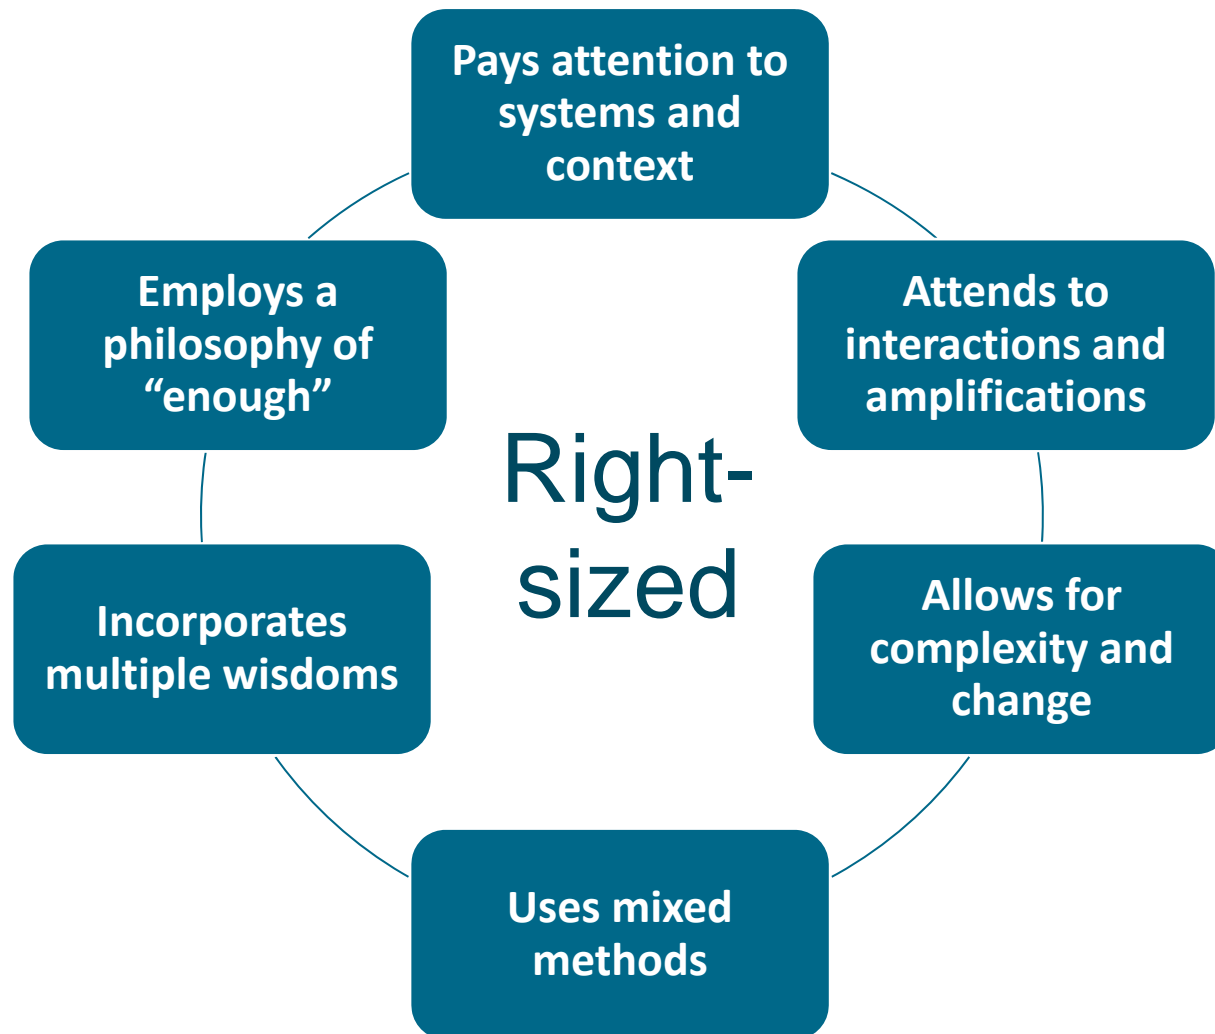 Pays attention to
systems and
context
Attends to
interactions and
amplifications
Allows for
complexity and
change
Uses mixed
methods
Incorporates
multiple wisdoms
Employs a
philosophy of
“enough”
Right-
sized